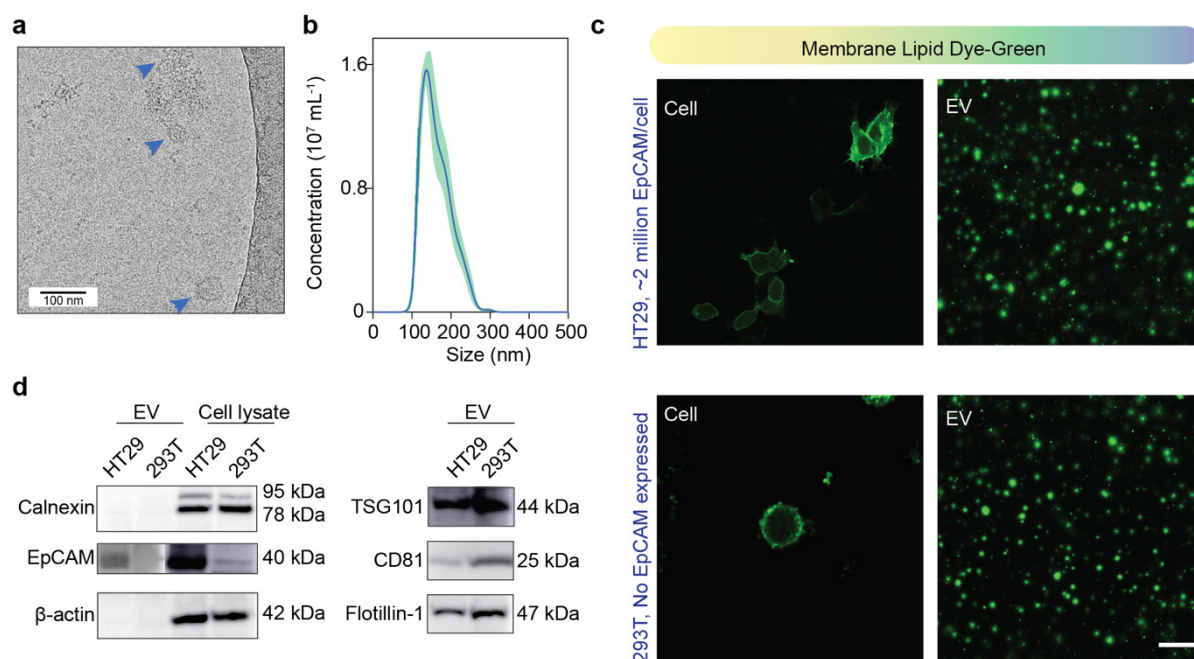 a
100 nm
b
Concentration (10⁷ mL⁻¹)
1.6
0.8
0
0 100 200 300 400 500
Size (nm)
c
Membrane Lipid Dye-Green
HT29, ~2 million EpCAM/cell
Cell
EV
293T, No EpCAM expressed
Cell
EV
d
EV Cell lysate
HT29 293T HT29 293T
Calnexin 95 kDa
78 kDa
EpCAM 40 kDa
β-actin 42 kDa
EV
HT29 293T
TSG101 44 kDa
CD81 25 kDa
Flotillin-1 47 kDa